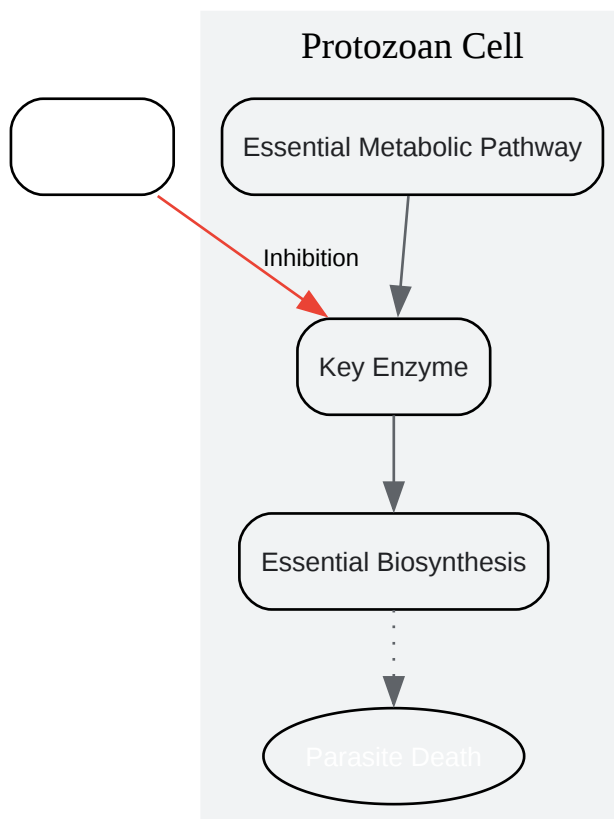 Protozoan Cell
Essential Metabolic Pathway
Inhibition
Key Enzyme
Essential Biosynthesis
Parasite Death